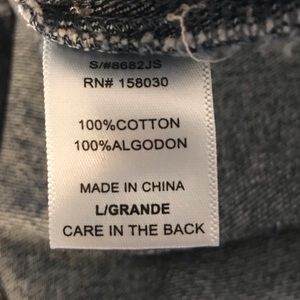 S/#8682JS
RN# 158030
100%COTTON
100%ALGODON
MADE IN CHINA
L/GRANDE
CARE IN THE BACK